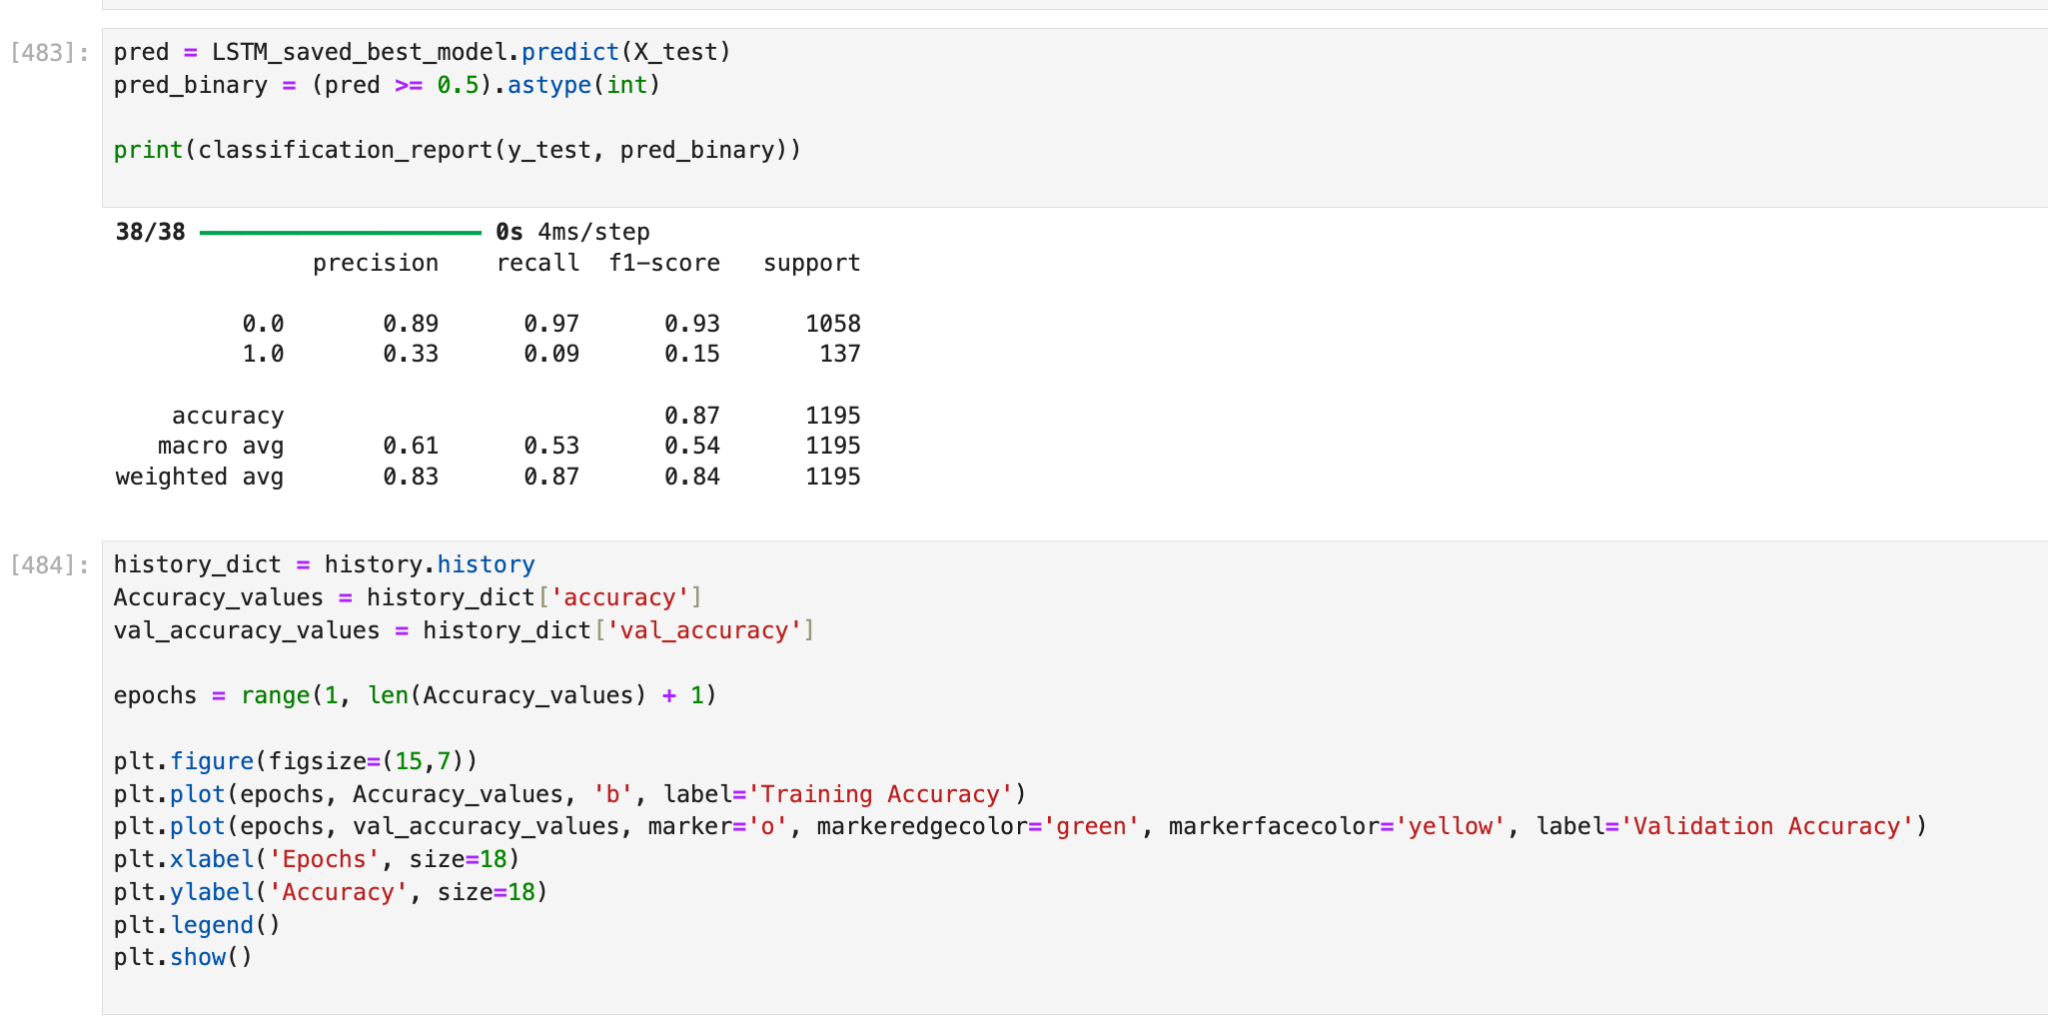 [483]: pred = LSTM_saved_best_model.predict(X_test)
pred_binary = (pred >= 0.5).astype(int)
print(classification_report(y_test, pred_binary))
38/38 0s 4ms/step
precision recall f1-score support
0.0 0.89 0.97 0.93 1058
1.0 0.33 0.09 0.15 137
accuracy 0.87 1195
macro avg 0.61 0.53 0.54 1195
weighted avg 0.83 0.87 0.84 1195
[484]: history_dict = history.history
Accuracy_values = history_dict['accuracy']
val_accuracy_values = history_dict['val_accuracy']
epochs = range(1, len(Accuracy_values) + 1)
plt.figure(figsize=(15,7))
plt.plot(epochs, Accuracy_values, 'b', label='Training Accuracy')
plt.plot(epochs, val_accuracy_values, marker='o', markeredgecolor='green', markerfacecolor='yellow', label='Validation Accuracy')
plt.xlabel('Epochs', size=18)
plt.ylabel('Accuracy', size=18)
plt.legend()
plt.show()